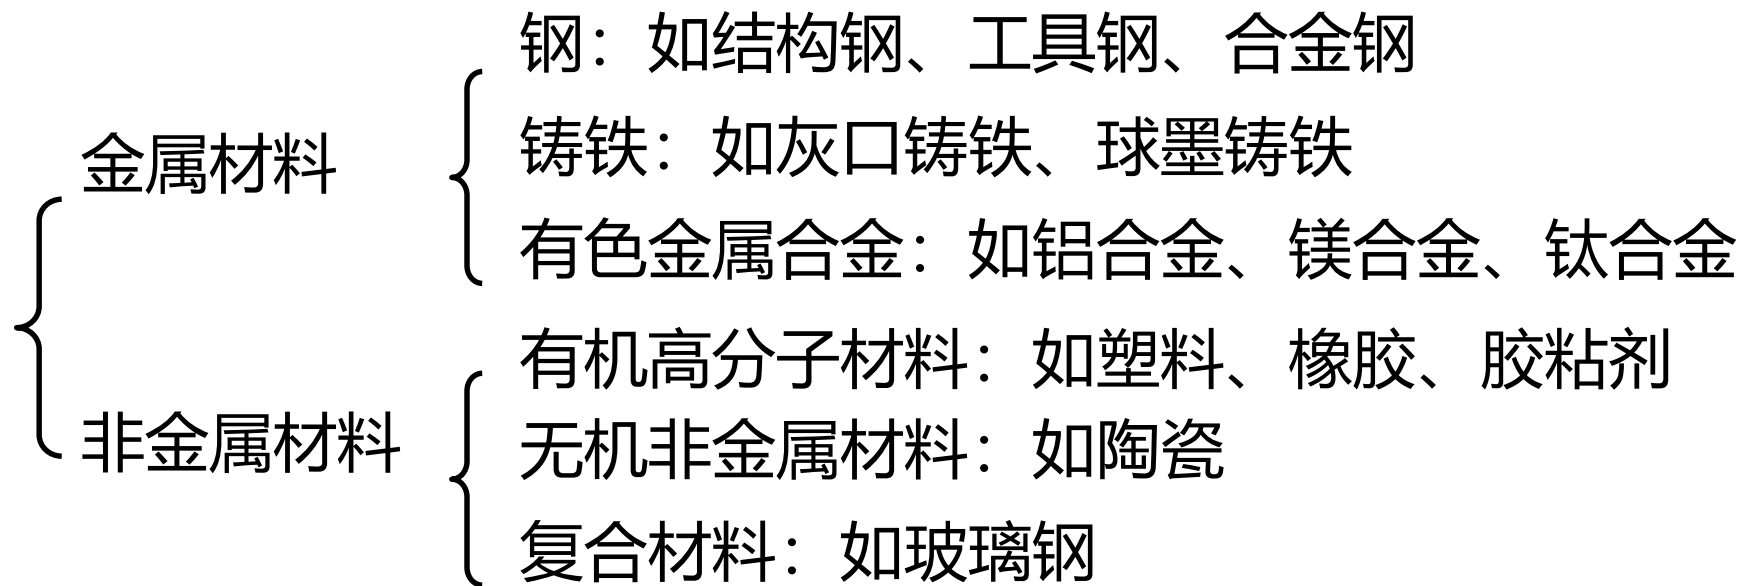 金属材料
钢：如结构钢、工具钢、合金钢
铸铁：如灰口铸铁、球墨铸铁
有色金属合金：如铝合金、镁合金、钛合金
非金属材料
有机高分子材料：如塑料、橡胶、胶粘剂
无机非金属材料：如陶瓷
复合材料：如玻璃钢